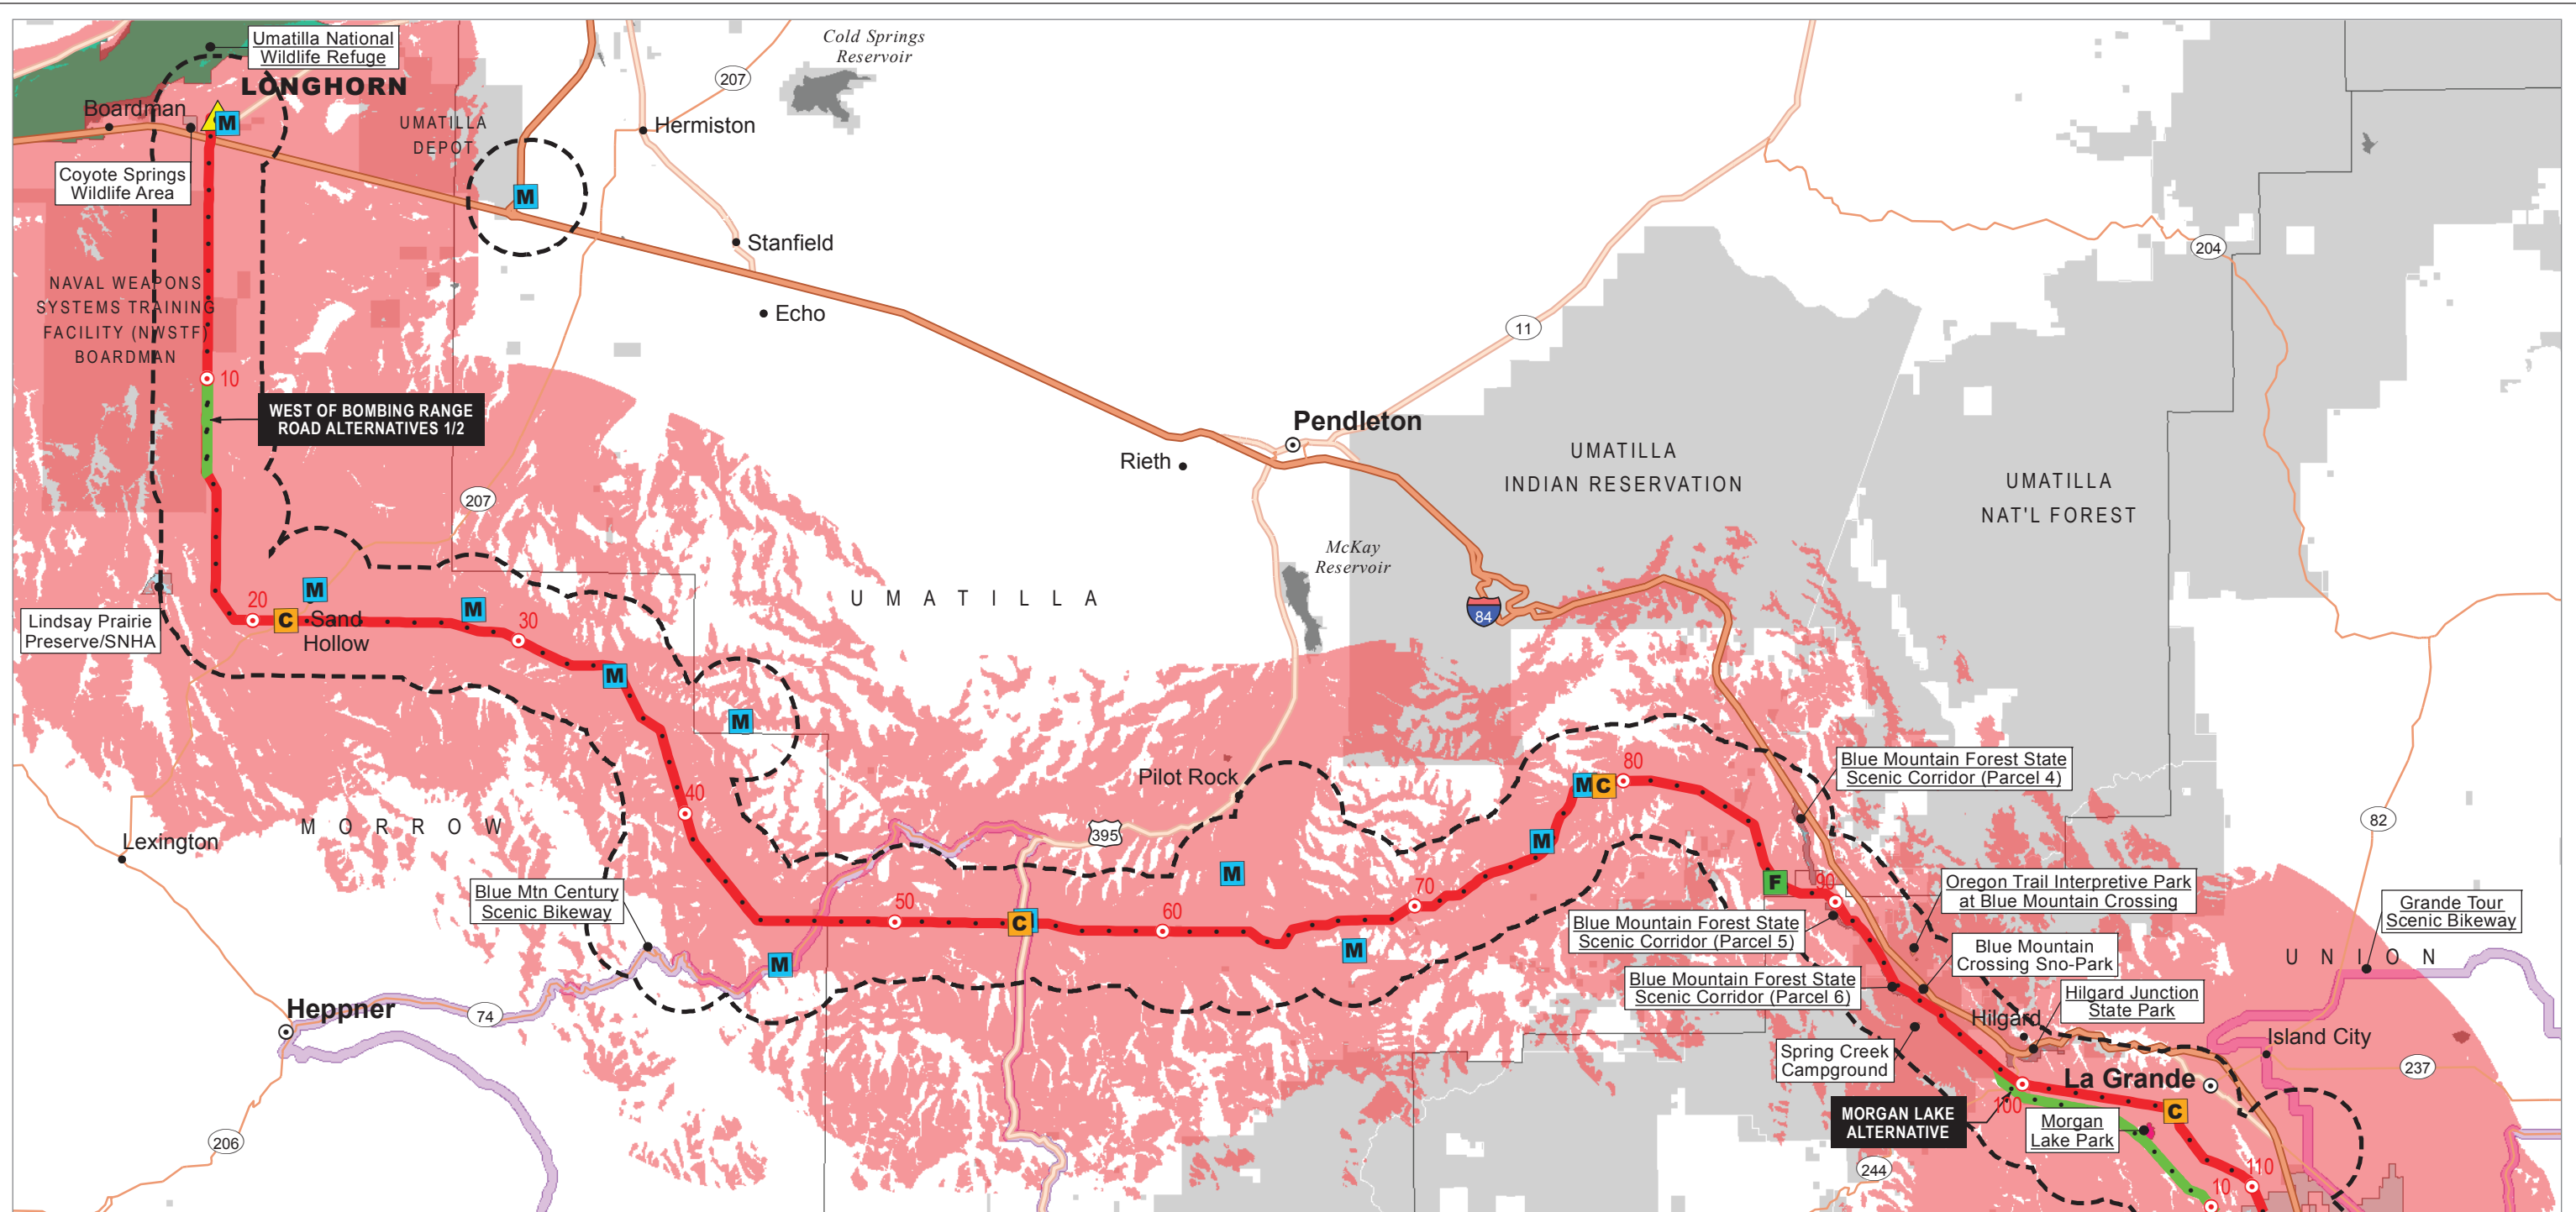 Umatilla National
Wildlife Refuge
LONGHORN
Boardman
M
Coyote Springs
Wildlife Area
UMATILLA
DEPOT
M
207
Cold Springs
Reservoir
Hermiston
Stanfield
Echo
NAVAL WEAPONS
SYSTEMS TRAINING
FACILITY (NWSTF)
BOARDMAN
10
WEST OF BOMBING RANGE
ROAD ALTERNATIVES 1/2
207
11
204
Pendleton
Rieth
UMATILLA
INDIAN RESERVATION
UMATILLA
NAT'L FOREST
McKay
Reservoir
UMATILLA
84
Lindsay Prairie
Preserve/SNHA
20
C
M
Sand
Hollow
M
30
M
M
40
MORROW
Lexington
Pilot Rock
395
M
80
M
C
M
Blue Mountain Forest State
Scenic Corridor (Parcel 4)
82
Blue Mtn Century
Scenic Bikeway
50
C
60
70
M
M
F
90
Oregon Trail Interpretive Park
at Blue Mountain Crossing
Blue Mountain Forest State
Scenic Corridor (Parcel 5)
Blue Mountain
Crossing Sno-Park
Grande Tour
Scenic Bikeway
UNION
Blue Mountain Forest State
Scenic Corridor (Parcel 6)
Hilgard Junction
State Park
Heppner
74
Hilgard
Island City
Spring Creek
Campground
La Grande
237
206
MORGAN LAKE
ALTERNATIVE
100
Morgan
Lake Park
C
244
110
10